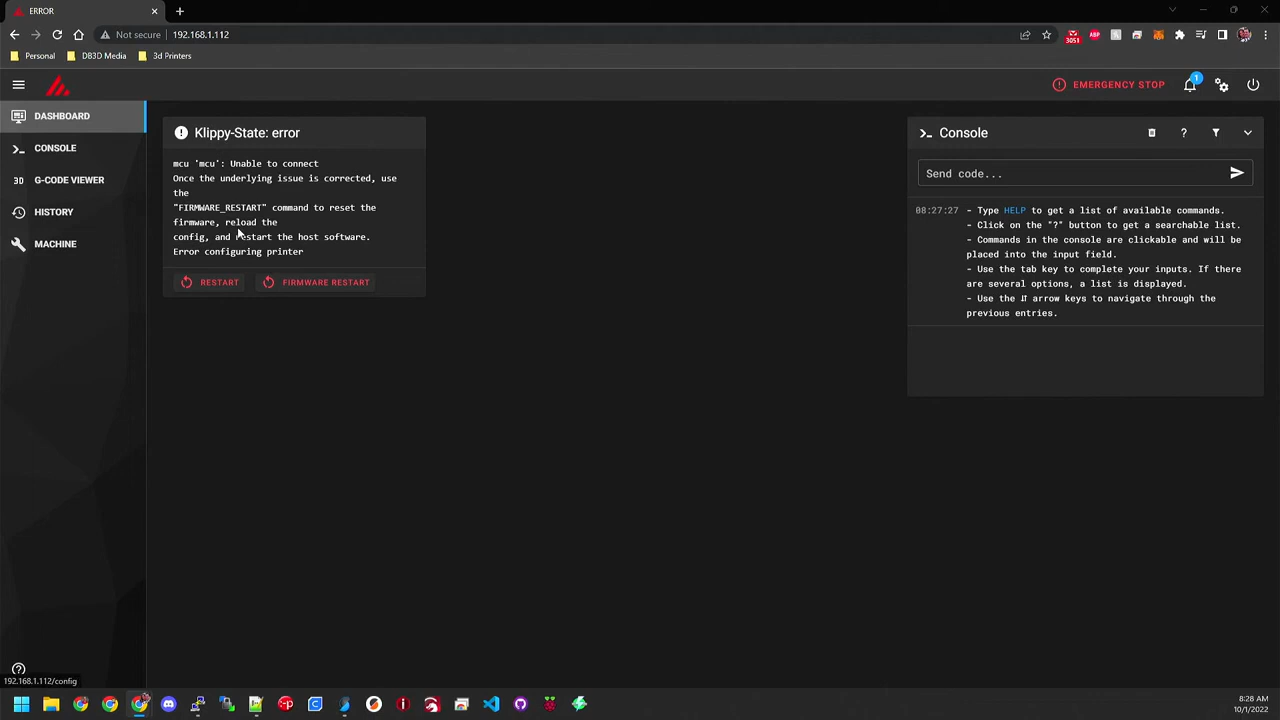 ERROR
Not secure
192.168.1.112
3051
ABP
Personal
DB3D Media
3d Printers
EMERGENCY STOP
1
DASHBOARD
CONSOLE
3D G-CODE VIEWER
HISTORY
MACHINE
Klippy-State: error
mcu 'mcu': Unable to connect
Once the underlying issue is corrected, use
the
"FIRMWARE_RESTART" command to reset the
firmware, reload the
config, and restart the host software.
Error configuring printer
RESTART
FIRMWARE RESTART
Console
Send code...
08:27:27 - Type HELP to get a list of available commands.
- Click on the "?" button to get a searchable list.
- Commands in the console are clickable and will be
placed into the input field.
- Use the tab key to complete your inputs. If there
are several options, a list is displayed.
- Use the ⇵ arrow keys to navigate through the
previous entries.
192.168.1.112/config
8:28 AM
10/1/2022